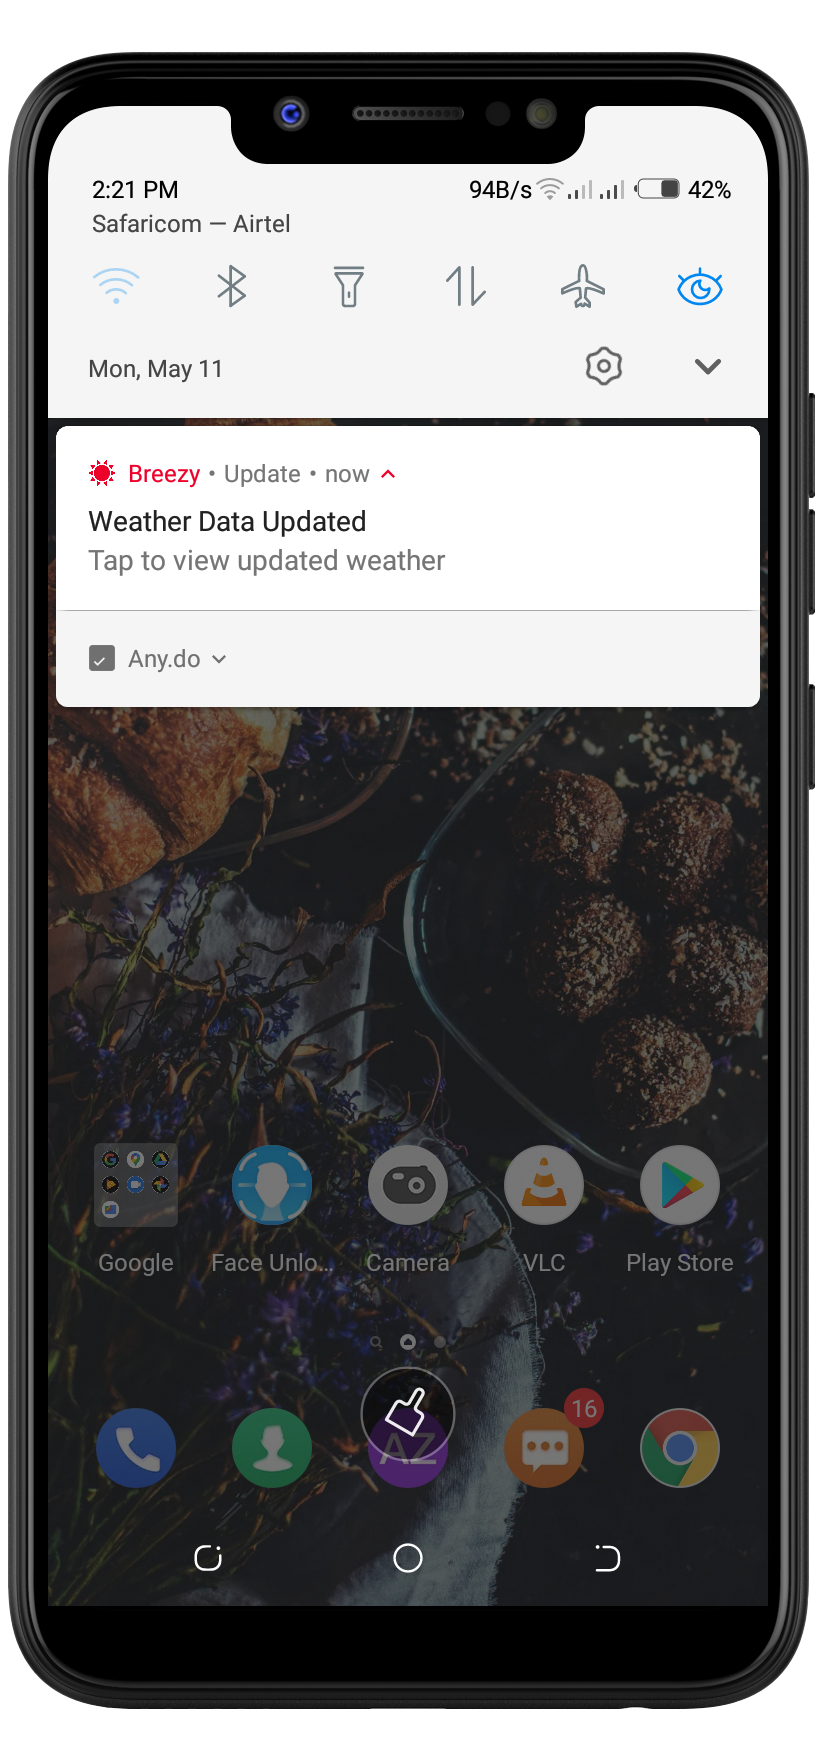 2:21 PM 94B/s 42%
Safaricom — Airtel
Mon, May 11
Breezy • Update • now
Weather Data Updated
Tap to view updated weather
Any.do
Google Face Unlo... Camera VLC Play Store
16
AZ